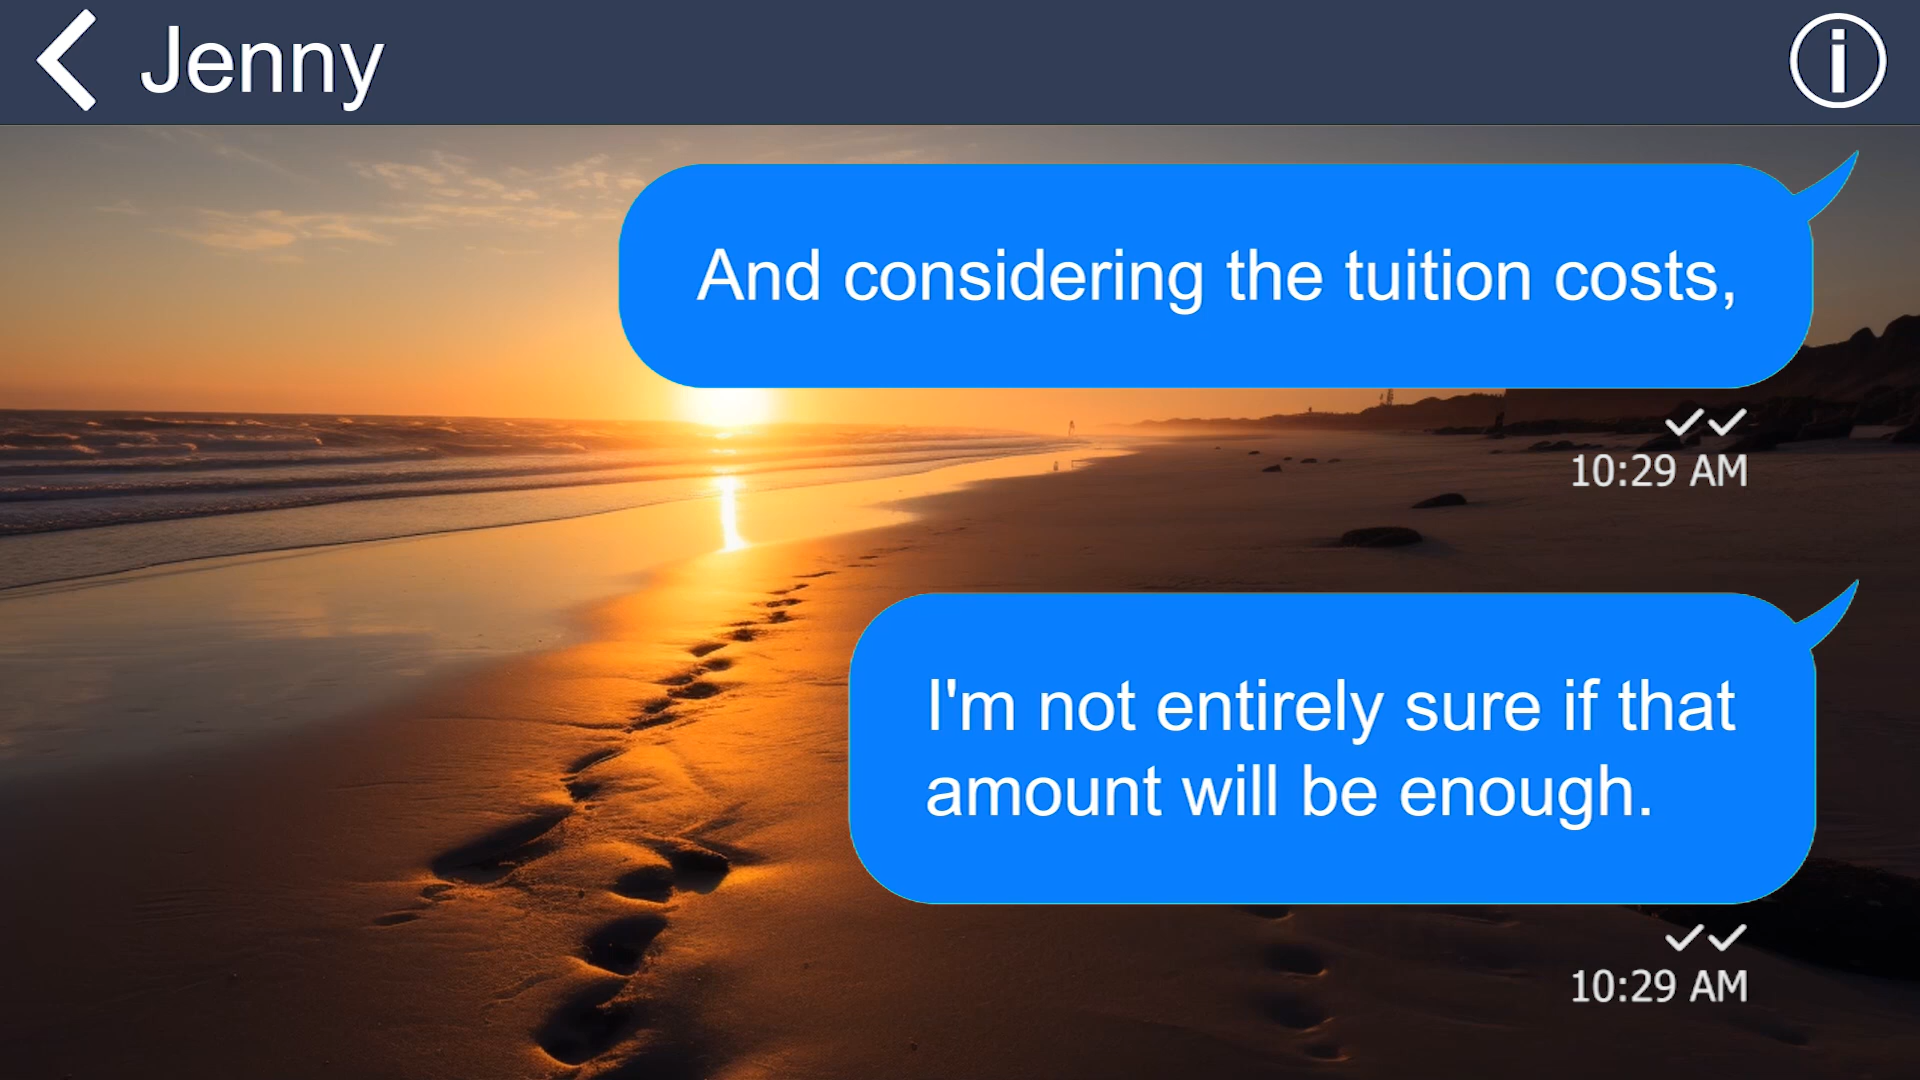 Jenny
And considering the tuition costs,
10:29 AM
I'm not entirely sure if that
amount will be enough.
10:29 AM